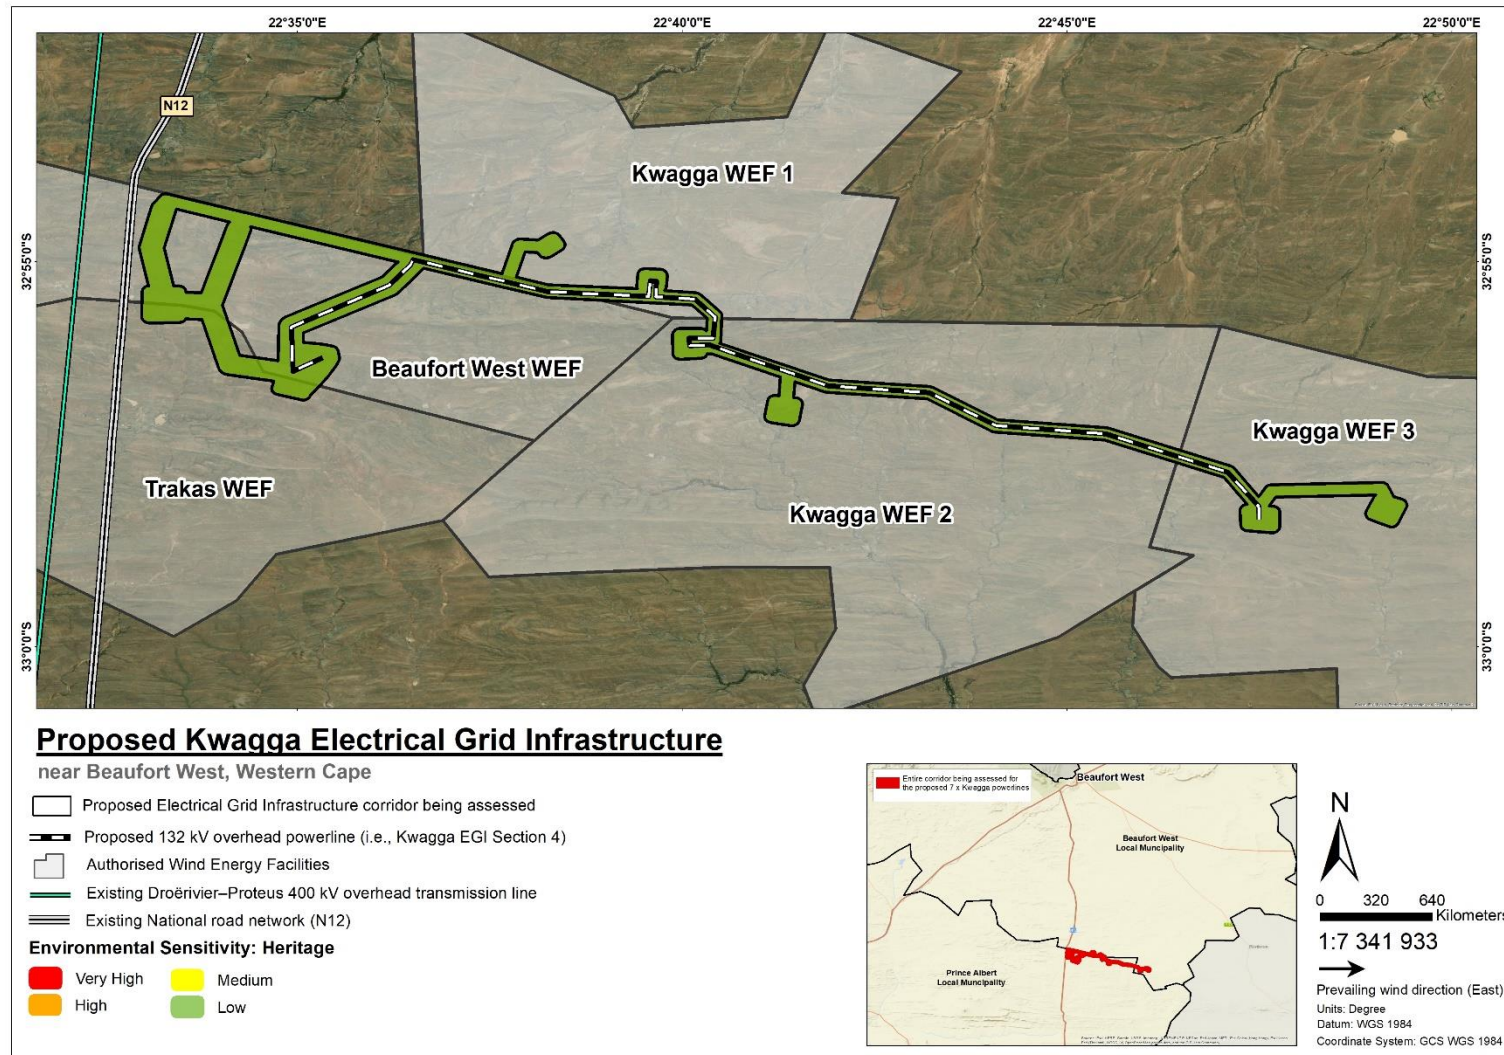 22°35'0"E
22°40'0"E
22°45'0"E
22°50'0"E
N12
Kwagga WEF 1
32°55'0"S
32°55'0"S
Beaufort West WEF
Kwagga WEF 3
Trakas WEF
Kwagga WEF 2
33°0'0"S
33°0'0"S
Proposed Kwagga Electrical Grid Infrastructure
near Beaufort West, Western Cape
Proposed Electrical Grid Infrastructure corridor being assessed
Proposed 132 kV overhead powerline (i.e., Kwagga EGI Section 4)
Authorised Wind Energy Facilities
Existing Droërivier–Proteus 400 kV overhead transmission line
Existing National road network (N12)
Environmental Sensitivity: Heritage
Very High
Medium
High
Low
Entire corridor being assessed for
the proposed 7 x Kwagga powerlines
Beaufort West
Beaufort West
Local Muncipality
Prince Albert
Local Muncipality
N
0 320 640
Kilometers
1:7 341 933
Prevailing wind direction (East)
Units: Degree
Datum: WGS 1984
Coordinate System: GCS WGS 1984